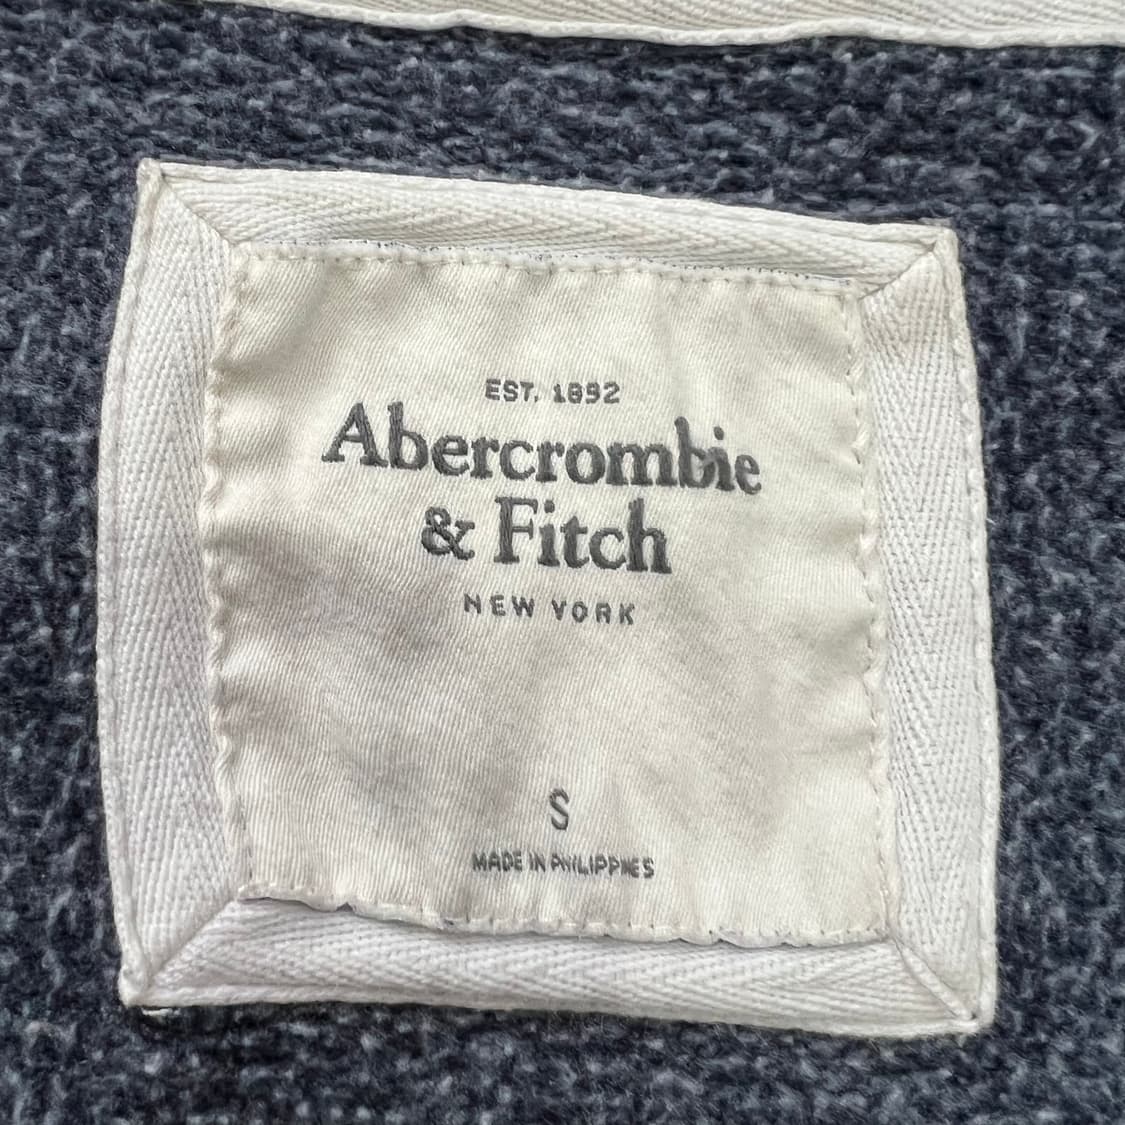 EST. 1892
Abercrombie
& Fitch
NEW YORK
S
MADE IN PHILIPPINES